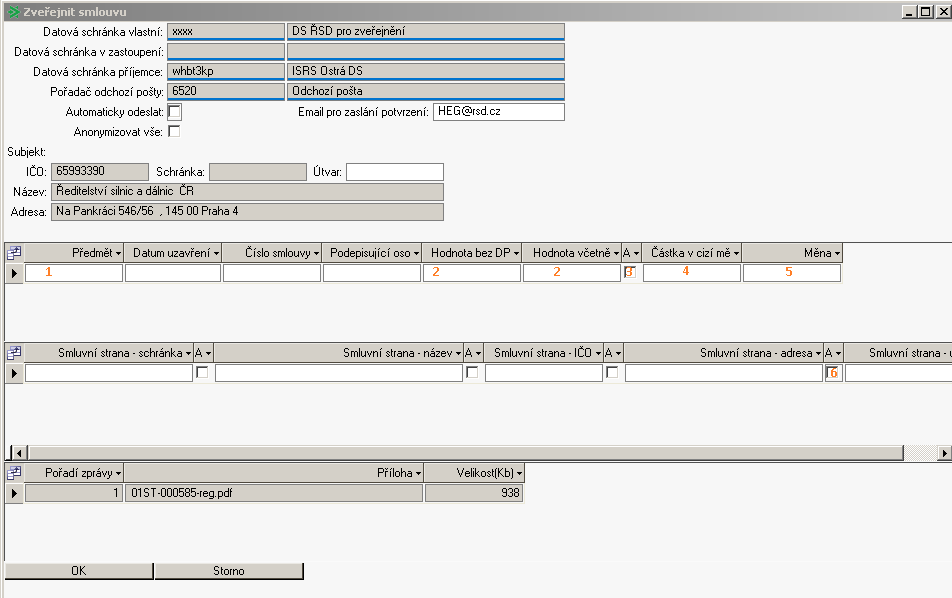 Zveřejnit smlouvu
Datová schránka vlastní: xxxx DS ŘSD pro zveřejnění
Datová schránka v zastoupení:
Datová schránka příjemce: whbt3kp ISRS Ostrá DS
Pořadač odchozí pošty: 6520 Odchozí pošta
Automaticky odeslat: Email pro zaslání potvrzení: HEG@rsd.cz
Anonymizovat vše:
Subjekt:
IČO: 65993390 Schránka: Útvar:
Název: Ředitelství silnic a dálnic ČR
Adresa: Na Pankráci 546/56 , 145 00 Praha 4
Předmět Datum uzavření Číslo smlouvy Podepisující oso Hodnota bez DP Hodnota včetně A Částka v cizí mě Měna
1 2 2 3 4 5
Smluvní strana - schránka A Smluvní strana - název A Smluvní strana - IČO A Smluvní strana - adresa A Smluvní strana -
6
Pořadí zprávy Příloha Velikost(Kb)
1 01ST-000585-reg.pdf 938
OK Storno